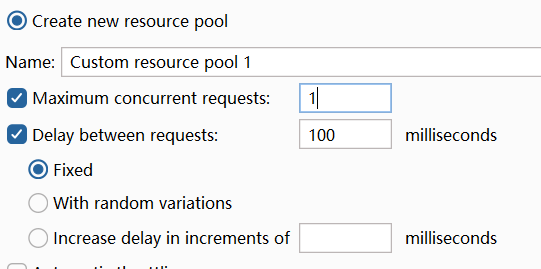 Create new resource pool
Name: Custom resource pool 1
Maximum concurrent requests: 1
Delay between requests: 100 milliseconds
Fixed
With random variations
Increase delay in increments of milliseconds